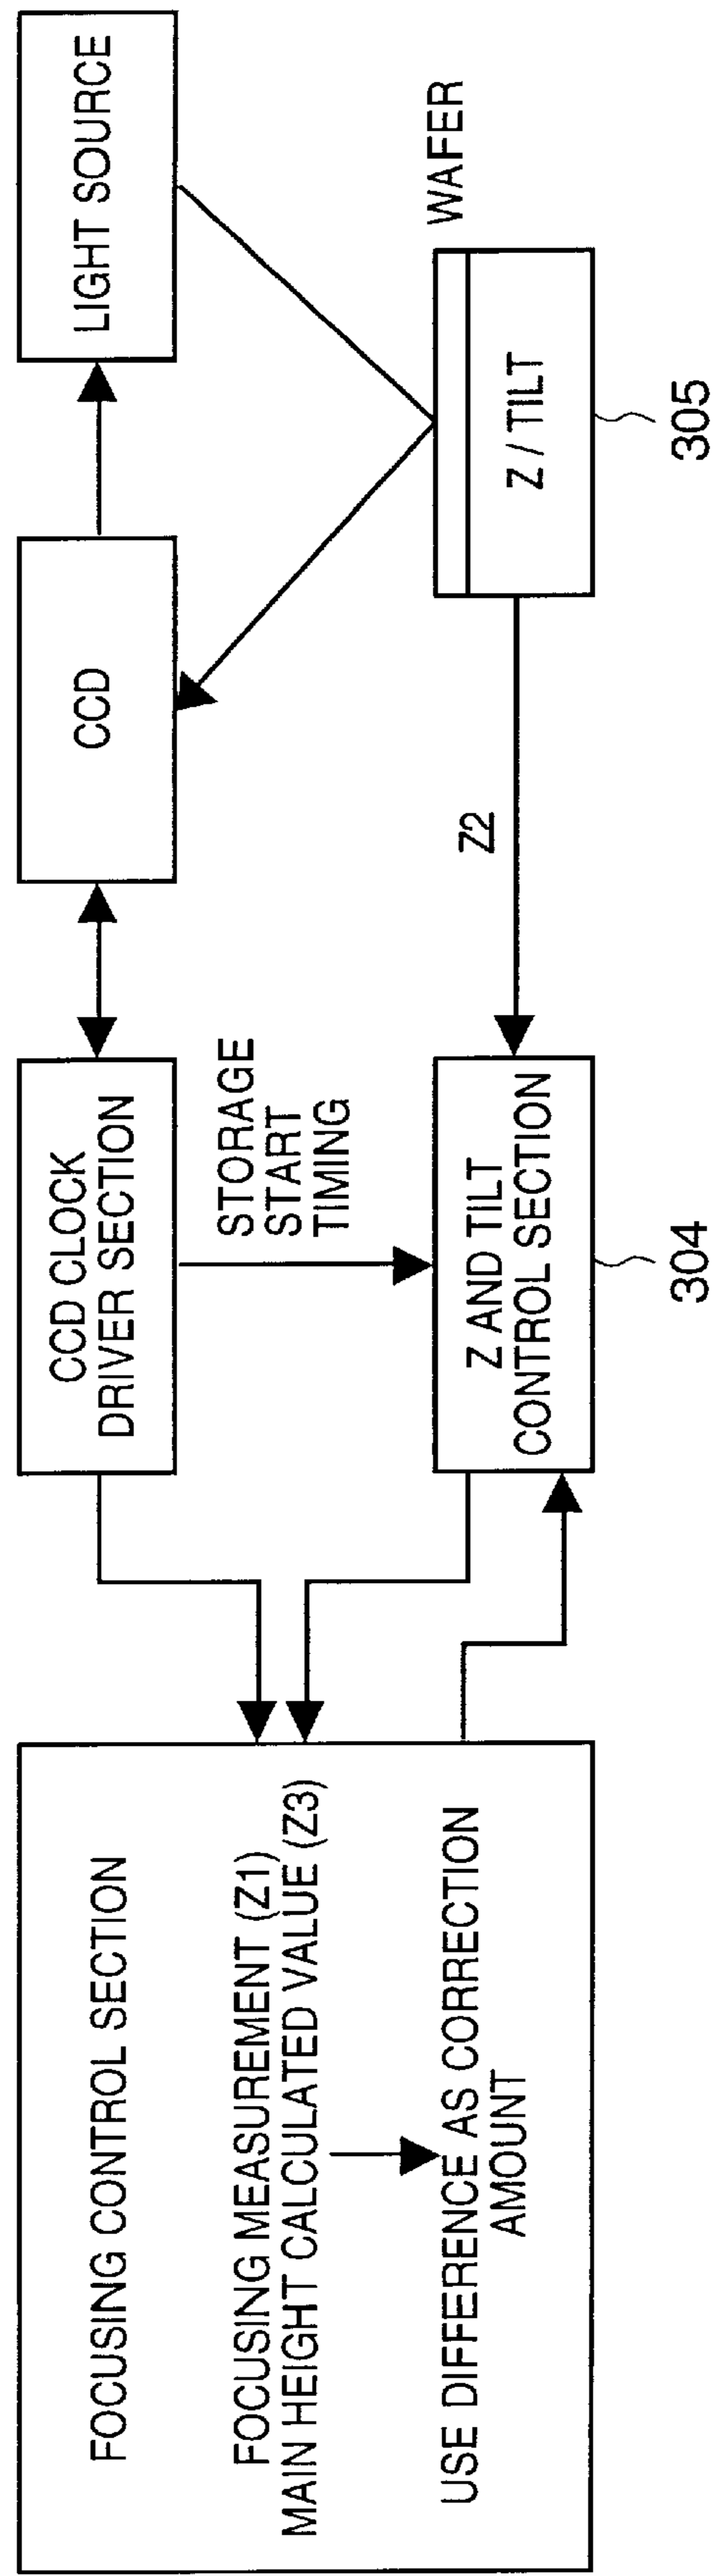 FOCUSING CONTROL SECTION
FOCUSING MEASUREMENT (Z1)
MAIN HEIGHT CALCULATED VALUE (Z3)
USE DIFFERENCE AS CORRECTION
AMOUNT
CCD CLOCK
DRIVER SECTION
STORAGE
START
TIMING
Z AND TILT
CONTROL SECTION
304
CCD
Z2
LIGHT SOURCE
WAFER
Z / TILT
305